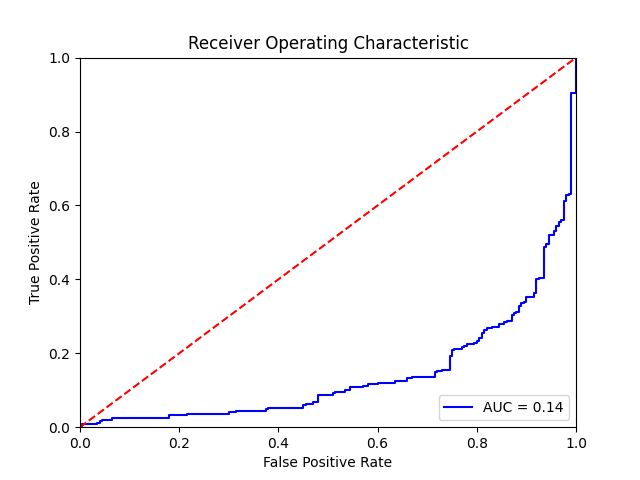 Receiver Operating Characteristic
1.0
0.8
0.6
0.4
0.2
0.0
True Positive Rate
0.0 0.2 0.4 0.6 0.8 1.0
False Positive Rate
AUC = 0.14